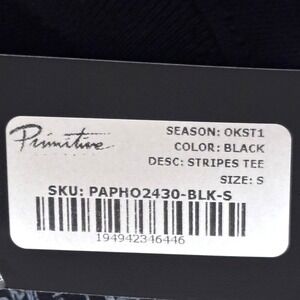 Primitive
SEASON: OKST1
COLOR: BLACK
DESC: STRIPES TEE
SIZE: S
SKU: PAPHO2430-BLK-S
194942346446